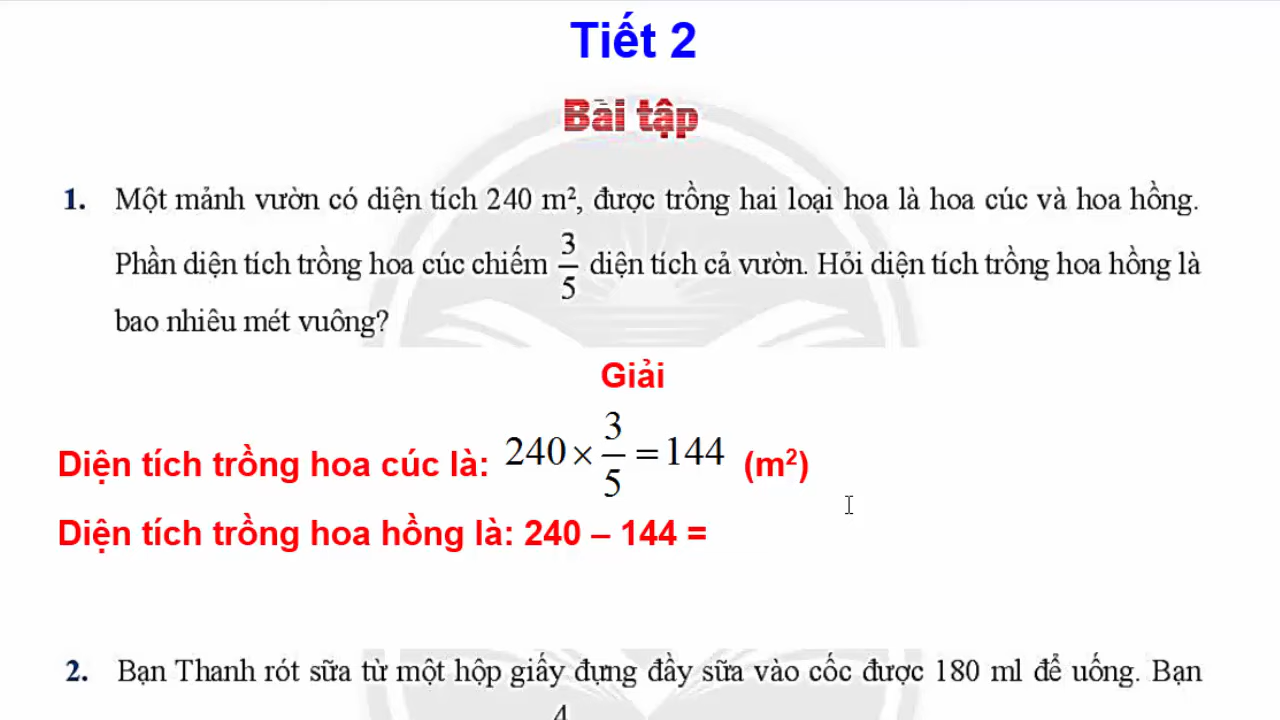 Tiết 2
Bài tập
1. Một mảnh vườn có diện tích 240 m², được trồng hai loại hoa là hoa cúc và hoa hồng.
Phần diện tích trồng hoa cúc chiếm 3/5 diện tích cả vườn. Hỏi diện tích trồng hoa hồng là
bao nhiêu mét vuông?
Giải
Diện tích trồng hoa cúc là: 240 × 3/5 = 144 (m²)
Diện tích trồng hoa hồng là: 240 – 144 =
2. Bạn Thanh rót sữa từ một hộp giấy đựng đầy sữa vào cốc được 180 ml để uống. Bạn
4